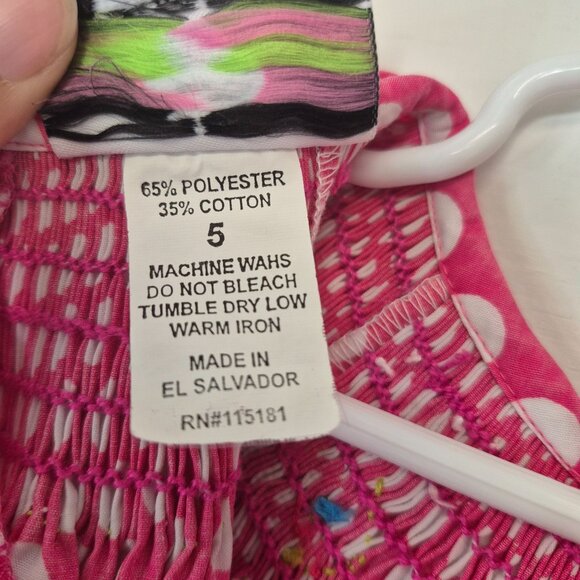 65% POLYESTER
35% COTTON
5
MACHINE WAHS
DO NOT BLEACH
TUMBLE DRY LOW
WARM IRON
MADE IN
EL SALVADOR
RN#115181